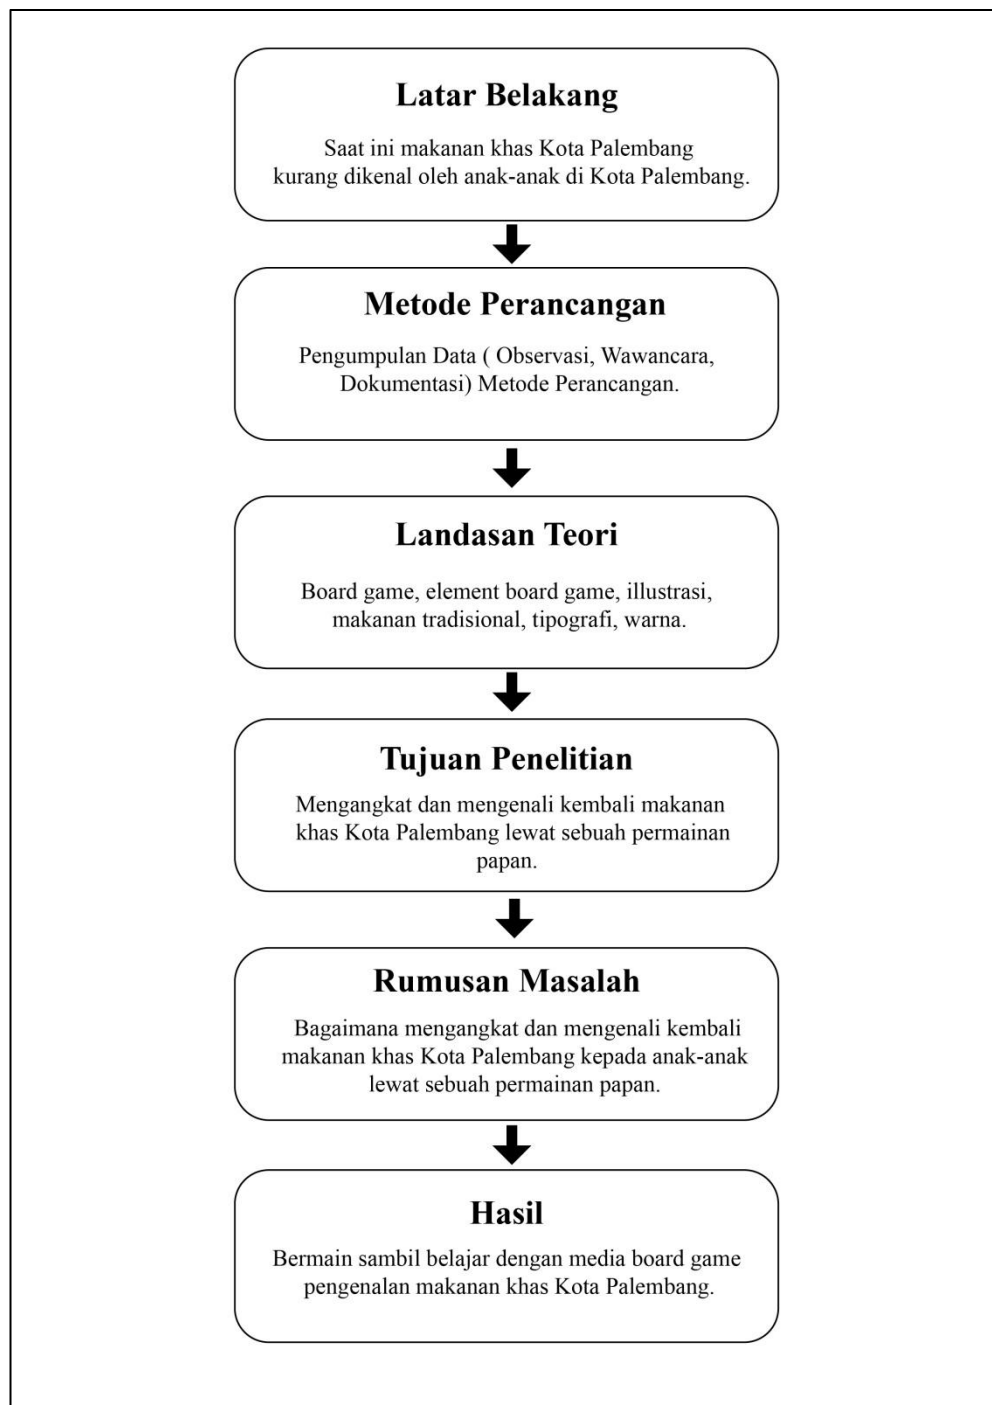 Latar Belakang
Saat ini makanan khas Kota Palembang
kurang dikenal oleh anak-anak di Kota Palembang.
Metode Perancangan
Pengumpulan Data ( Observasi, Wawancara,
Dokumentasi) Metode Perancangan.
Landasan Teori
Board game, element board game, illustrasi,
makanan tradisional, tipografi, warna.
Tujuan Penelitian
Mengangkat dan mengenali kembali makanan
khas Kota Palembang lewat sebuah permainan
papan.
Rumusan Masalah
Bagaimana mengangkat dan mengenali kembali
makanan khas Kota Palembang kepada anak-anak
lewat sebuah permainan papan.
Hasil
Bermain sambil belajar dengan media board game
pengenalan makanan khas Kota Palembang.